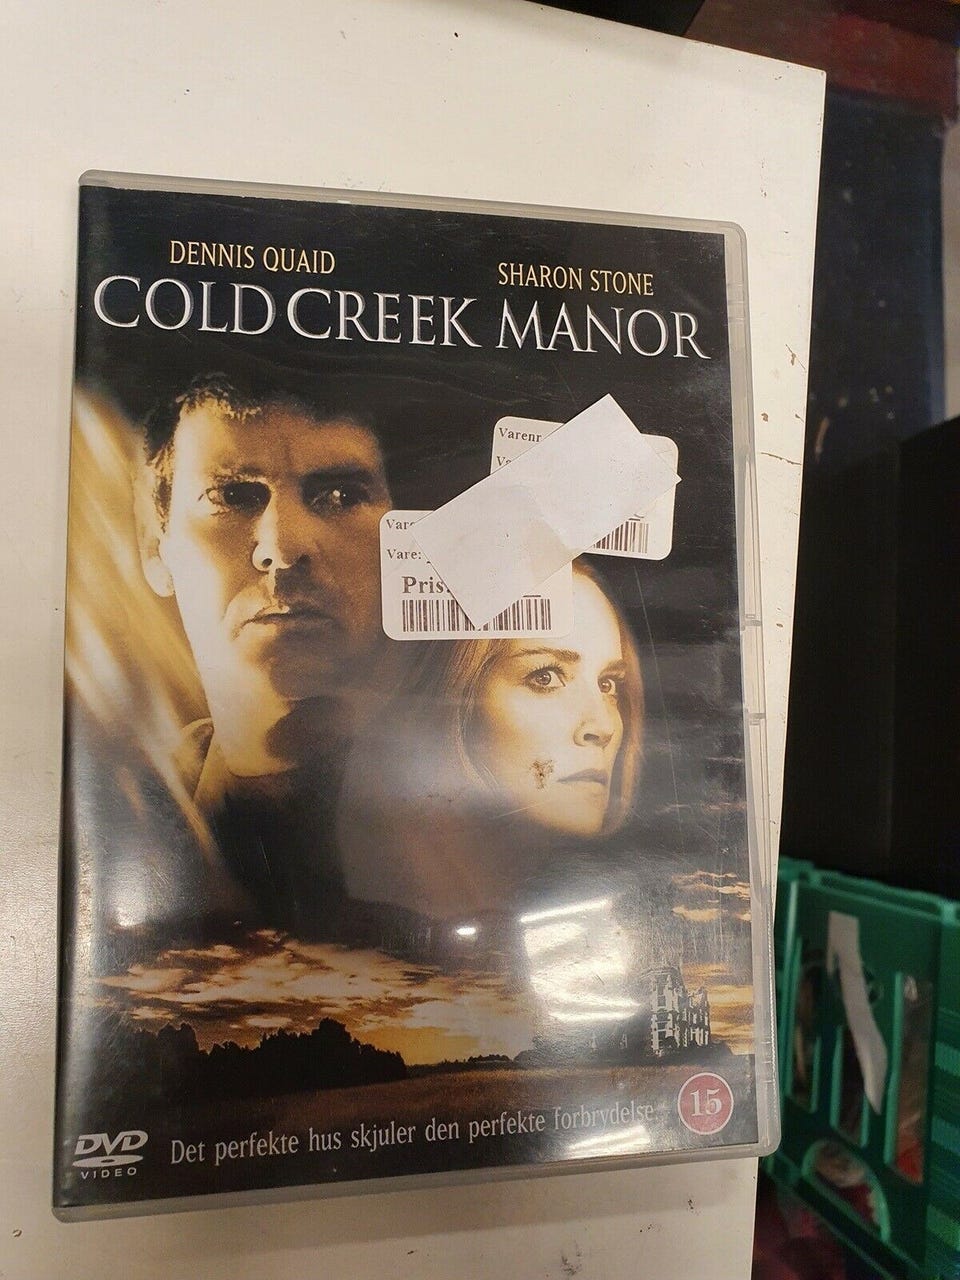 DENNIS QUAID
SHARON STONE
COLD CREEK MANOR
Varenr
Vare:
Pris
15
Det perfekte hus skjuler den perfekte forbrydelse...
DVD
VIDEO